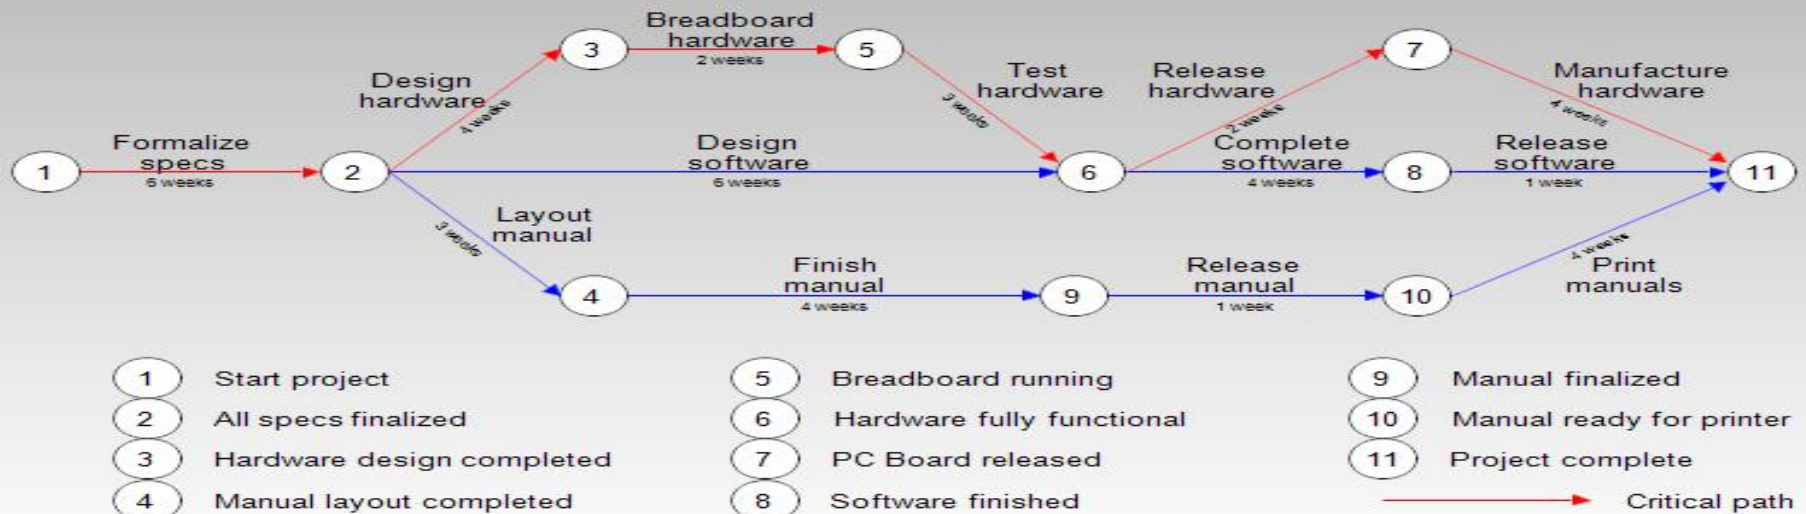 Breadboard
hardware
2 weeks
3
5
7
Design
hardware
4 weeks
Test
hardware
3 weeks
Release
hardware
2 weeks
Manufacture
hardware
4 weeks
Formalize
specs
6 weeks
1
2
Design
software
6 weeks
6
Complete
software
4 weeks
8
Release
software
1 week
11
Layout
manual
3 weeks
4
Finish
manual
4 weeks
9
Release
manual
1 week
10
4 weeks
Print
manuals
1 Start project
2 All specs finalized
3 Hardware design completed
4 Manual layout completed
5 Breadboard running
6 Hardware fully functional
7 PC Board released
8 Software finished
9 Manual finalized
10 Manual ready for printer
11 Project complete
Critical path